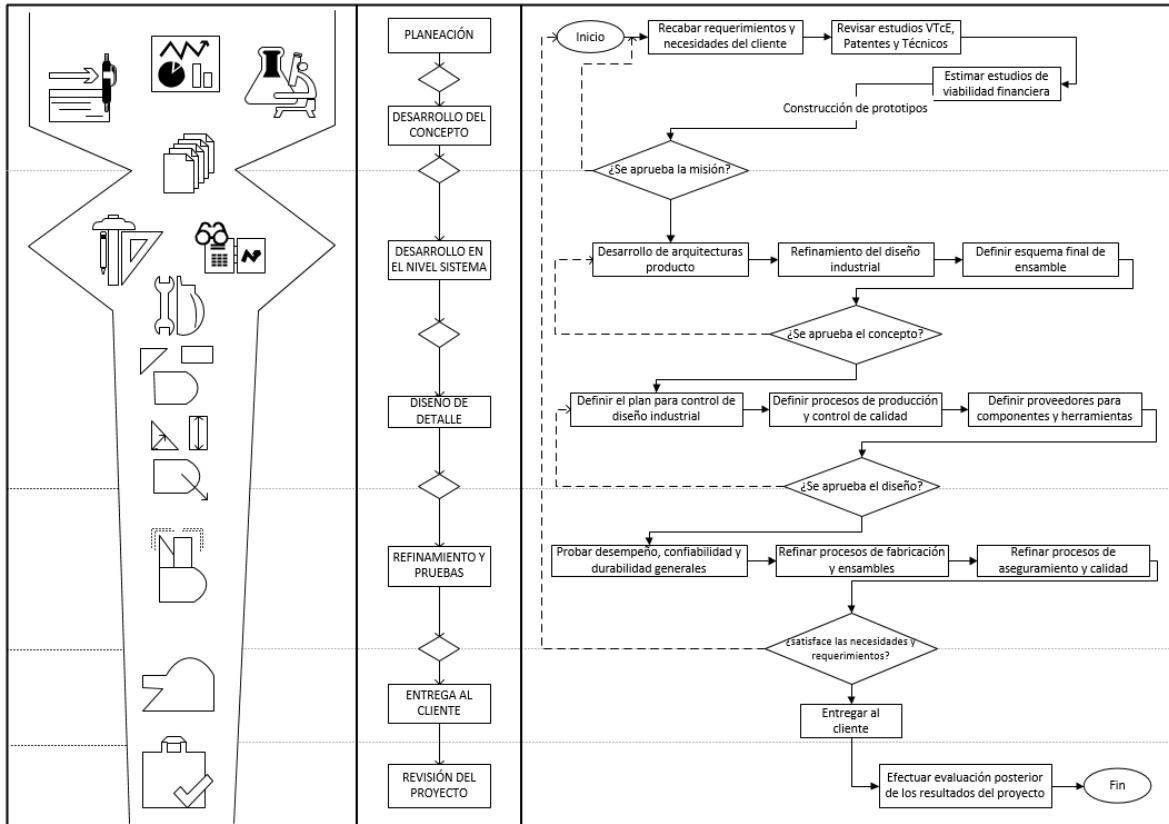 PLANEACIÓN
DESARROLLO DEL
CONCEPTO
DESARROLLO EN
EL NIVEL SISTEMA
DISEÑO DE
DETALLE
REFINAMIENTO Y
PRUEBAS
ENTREGA AL
CLIENTE
REVISIÓN DEL
PROYECTO
Inicio
Recabar requerimientos y
necesidades del cliente
Revisar estudios VTcE,
Patentes y Técnicos
Estimar estudios de
viabilidad financiera
Construcción de prototipos
¿Se aprueba la misión?
Desarrollo de arquitecturas
producto
Refinamiento del diseño
industrial
Definir esquema final de
ensamble
¿Se aprueba el concepto?
Definir el plan para control de
diseño industrial
Definir procesos de producción
y control de calidad
Definir proveedores para
componentes y herramientas
¿Se aprueba el diseño?
Probar desempeño, confiabilidad y
durabilidad generales
Refinar procesos de fabricación
y ensambles
Refinar procesos de
aseguramiento y calidad
¿satisface las necesidades y
requerimientos?
Entregar al
cliente
Efectuar evaluación posterior
de los resultados del proyecto
Fin